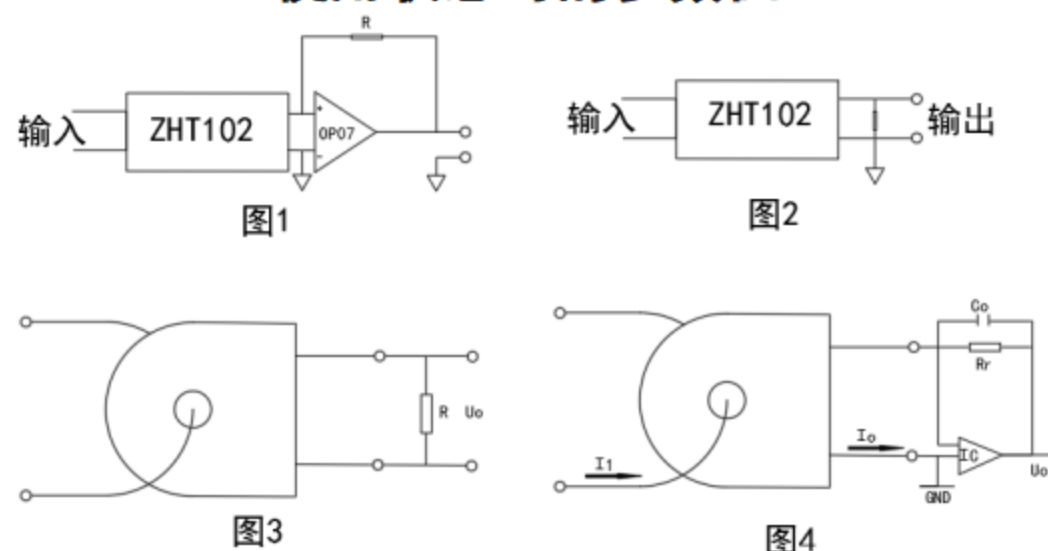 R
输入 ZHT102 + - OP07
图1
输入 ZHT102 输出
图2
R Uo
图3
Co
Rr
Io
I1
IC
Uo
GND
图4